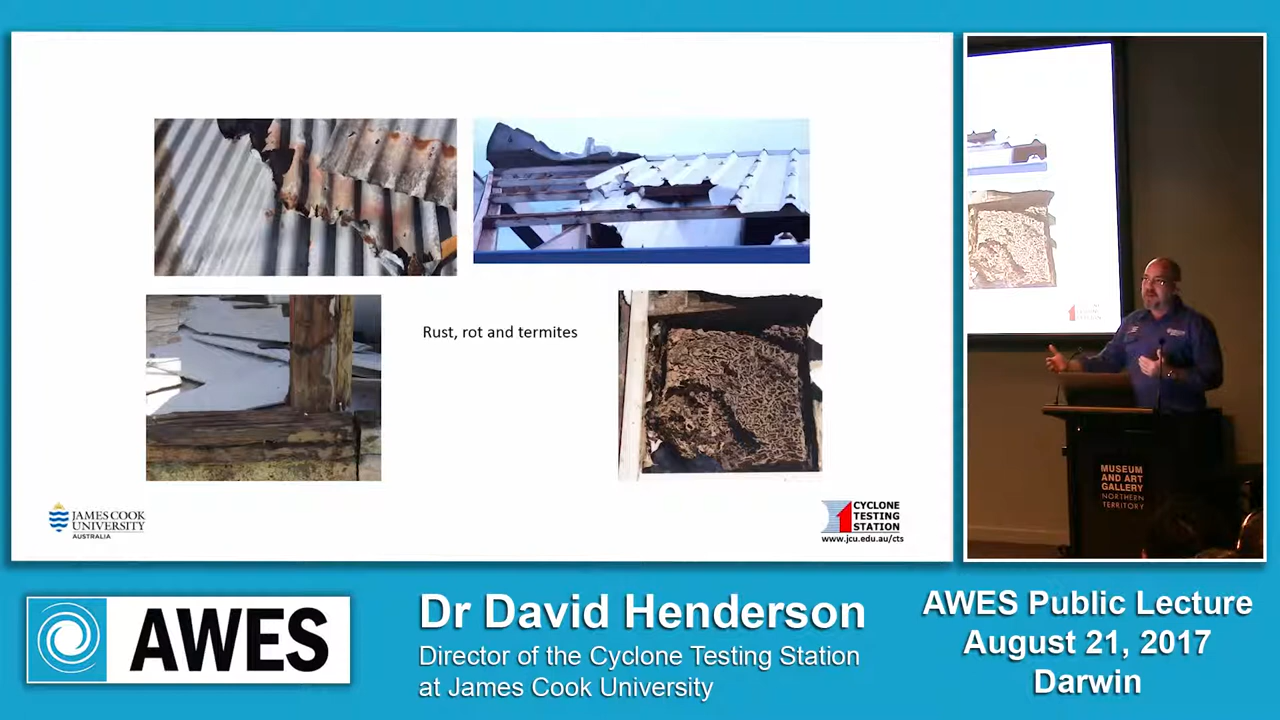 Rust, rot and termites
JAMES COOK
UNIVERSITY
AUSTRALIA
CYCLONE
TESTING
STATION
www.jcu.edu.au/cts
MUSEUM
AND ART
GALLERY
NORTHERN
TERRITORY
AWES
Dr David Henderson
Director of the Cyclone Testing Station
at James Cook University
AWES Public Lecture
August 21, 2017
Darwin